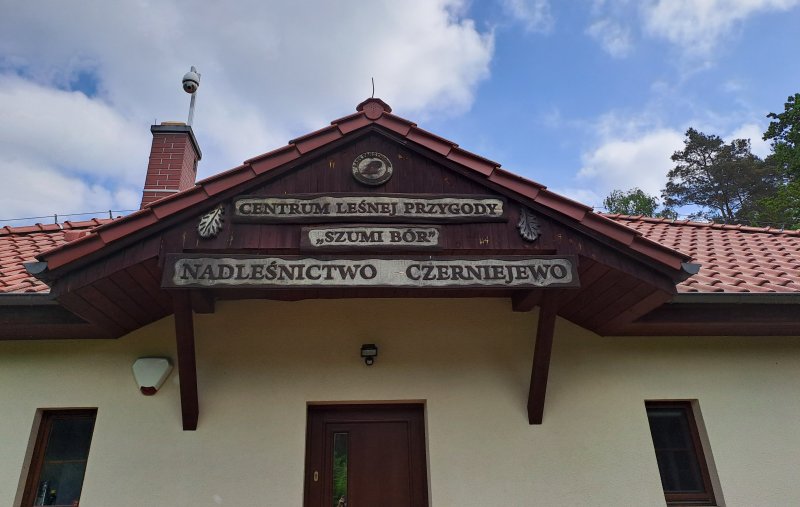 CENTRUM LEŚNEJ PRZYGODY
„SZUMI BÓR”
NADLEŚNICTWO CZERNIEJEWO